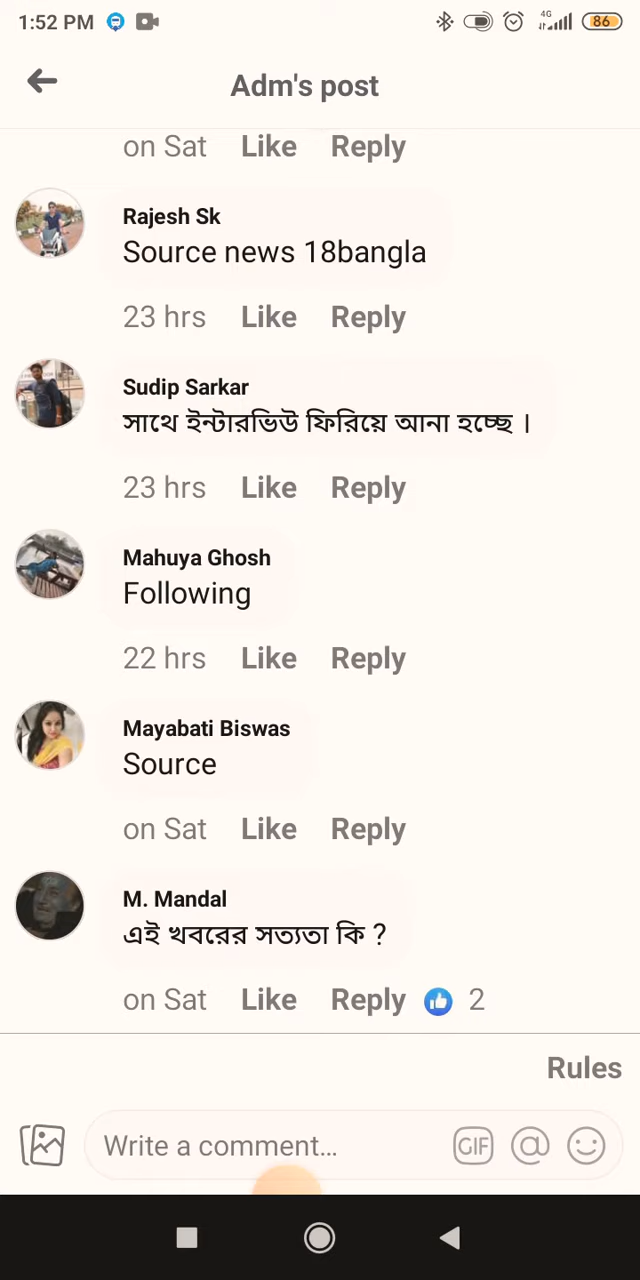 1:52 PM
4G
86
Adm's post
on Sat Like Reply
Rajesh Sk
Source news 18bangla
23 hrs Like Reply
Sudip Sarkar
সাথে ইন্টারভিউ ফিরিয়ে আনা হচ্ছে ।
23 hrs Like Reply
Mahuya Ghosh
Following
22 hrs Like Reply
Mayabati Biswas
Source
on Sat Like Reply
M. Mandal
এই খবরের সত্যতা কি ?
on Sat Like Reply 2
Rules
Write a comment...
GIF @